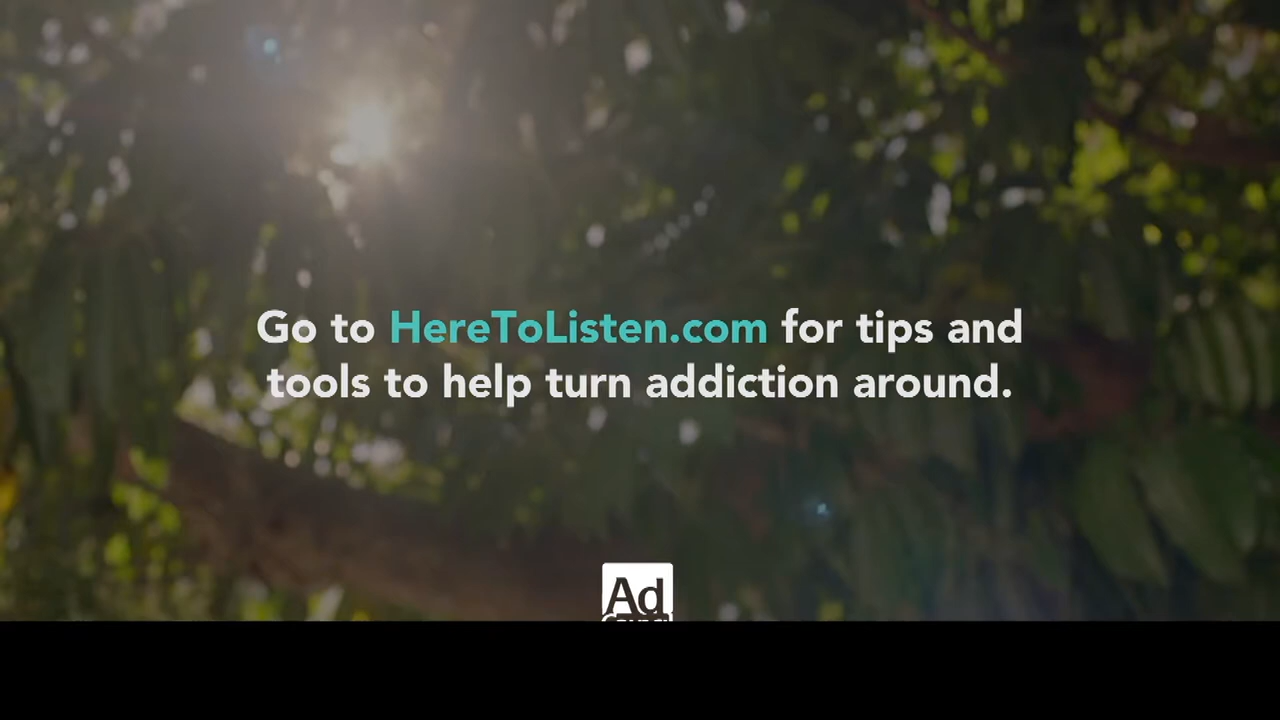 Go to HereToListen.com for tips and
tools to help turn addiction around.
Ad